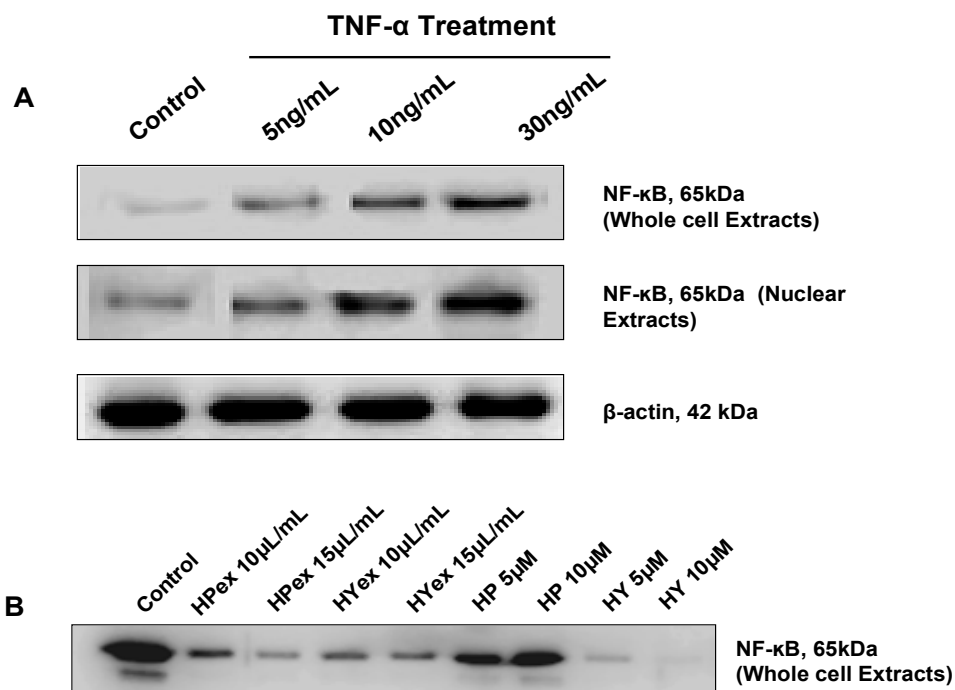 TNF-α Treatment
A
Control
5ng/mL
10ng/mL
30ng/mL
NF-κB, 65kDa
(Whole cell Extracts)
NF-κB, 65kDa (Nuclear
Extracts)
β-actin, 42 kDa
B
Control
HPex 10µL/mL
HPex 15µL/mL
HYex 10µL/mL
HYex 15µL/mL
HP 5µM
HP 10µM
HY 5µM
HY 10µM
NF-κB, 65kDa
(Whole cell Extracts)